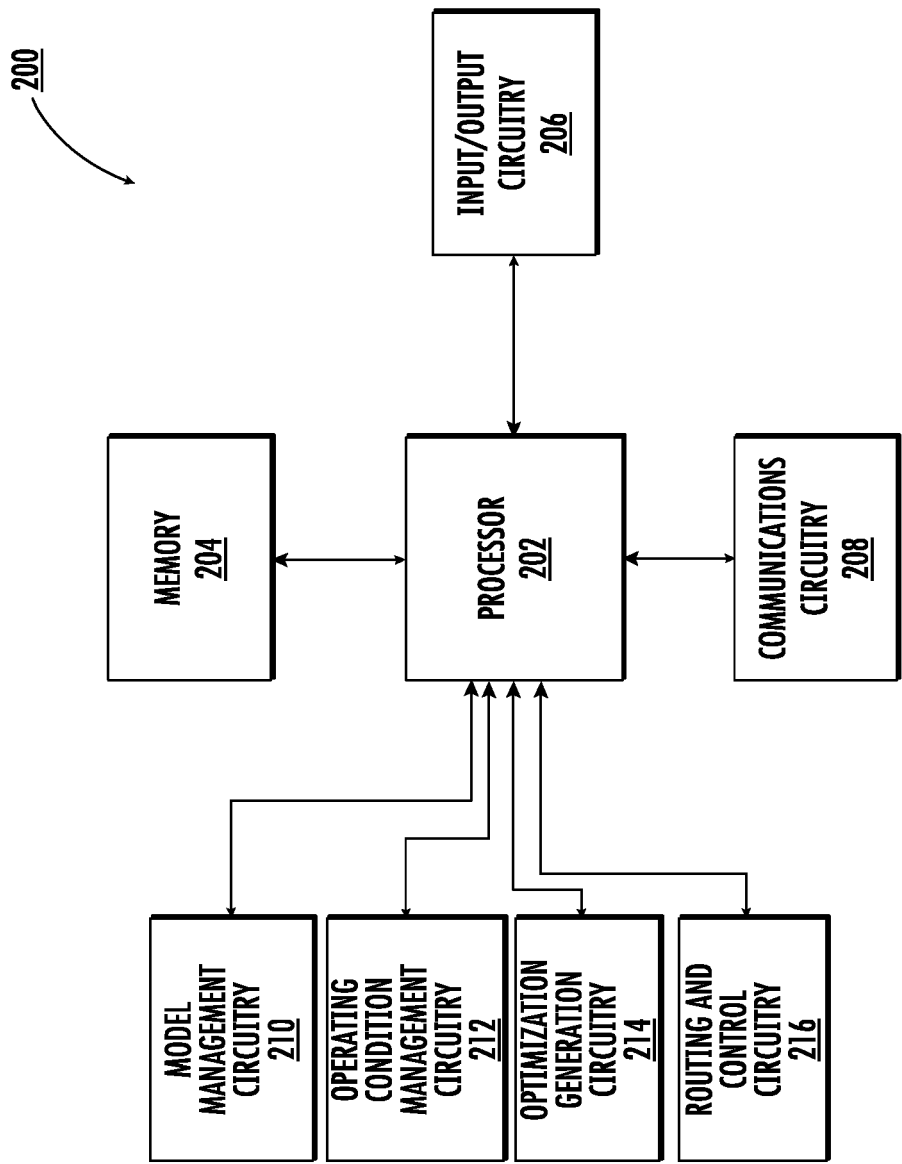 200
INPUT/OUTPUT
CIRCUITRY
206
MEMORY
204
PROCESSOR
202
COMMUNICATIONS
CIRCUITRY
208
MODEL
MANAGEMENT
CIRCUITRY
210
OPERATING
CONDITION
MANAGEMENT
CIRCUITRY
212
OPTIMIZATION
GENERATION
CIRCUITRY
214
ROUTING AND
CONTROL
CIRCUITRY
216